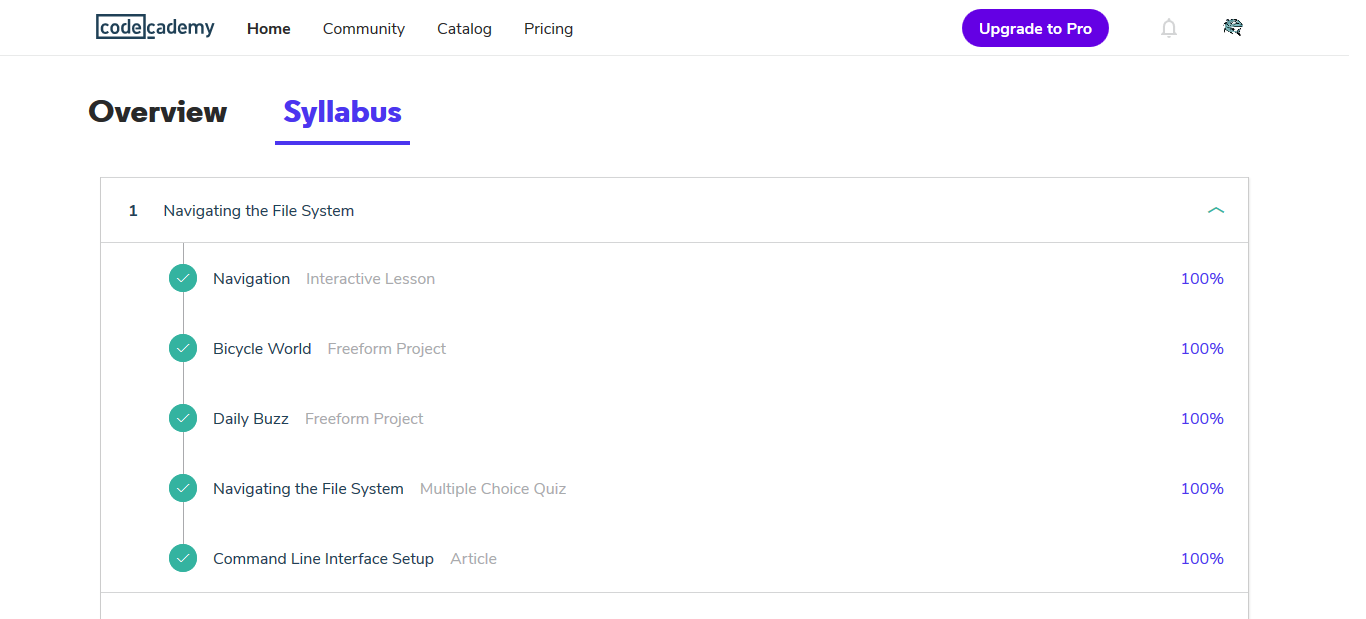 codecademy Home Community Catalog Pricing Upgrade to Pro
Overview Syllabus
1 Navigating the File System
Navigation Interactive Lesson 100%
Bicycle World Freeform Project 100%
Daily Buzz Freeform Project 100%
Navigating the File System Multiple Choice Quiz 100%
Command Line Interface Setup Article 100%